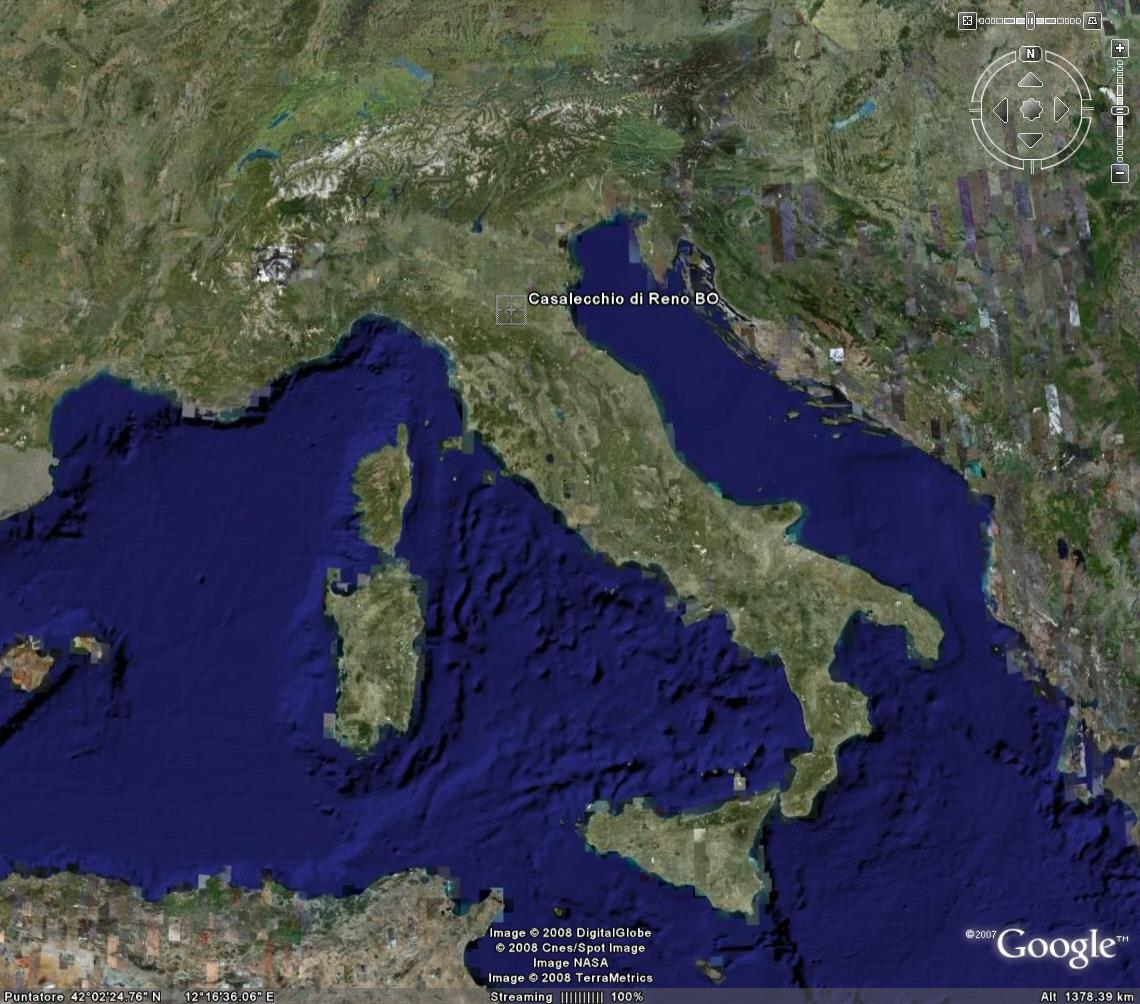 N
Casalecchio di Reno BO
Image © 2008 DigitalGlobe
© 2008 Cnes/Spot Image
Image NASA
Image © 2008 TerraMetrics
©2007 Google™
Puntatore 42°02'24.76" N 12°16'36.06" E Streaming |||||||||| 100% Alt 1378.39 km